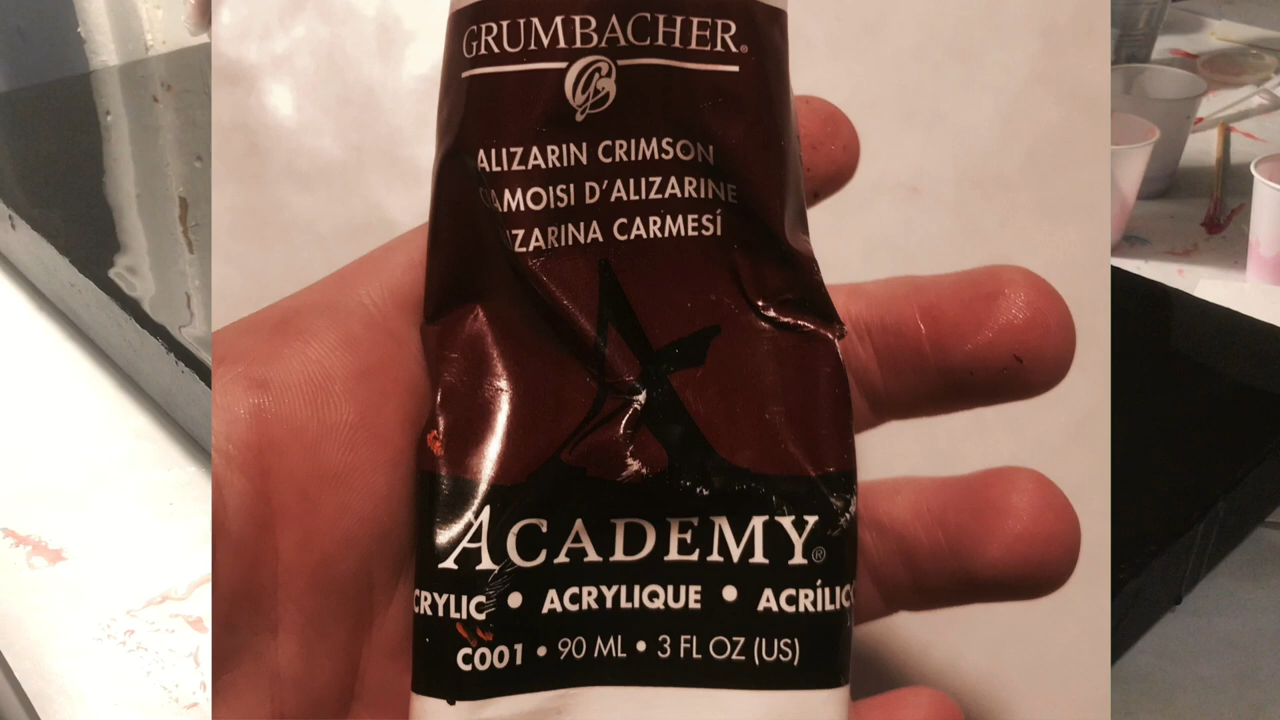 GRUMBACHER®
ALIZARIN CRIMSON
AMOISI D'ALIZARINE
IZARINA CARMESÍ
ACADEMY®
CRYLIC • ACRYLIQUE • ACRÍLIC
C001 • 90 ML • 3 FL OZ (US)